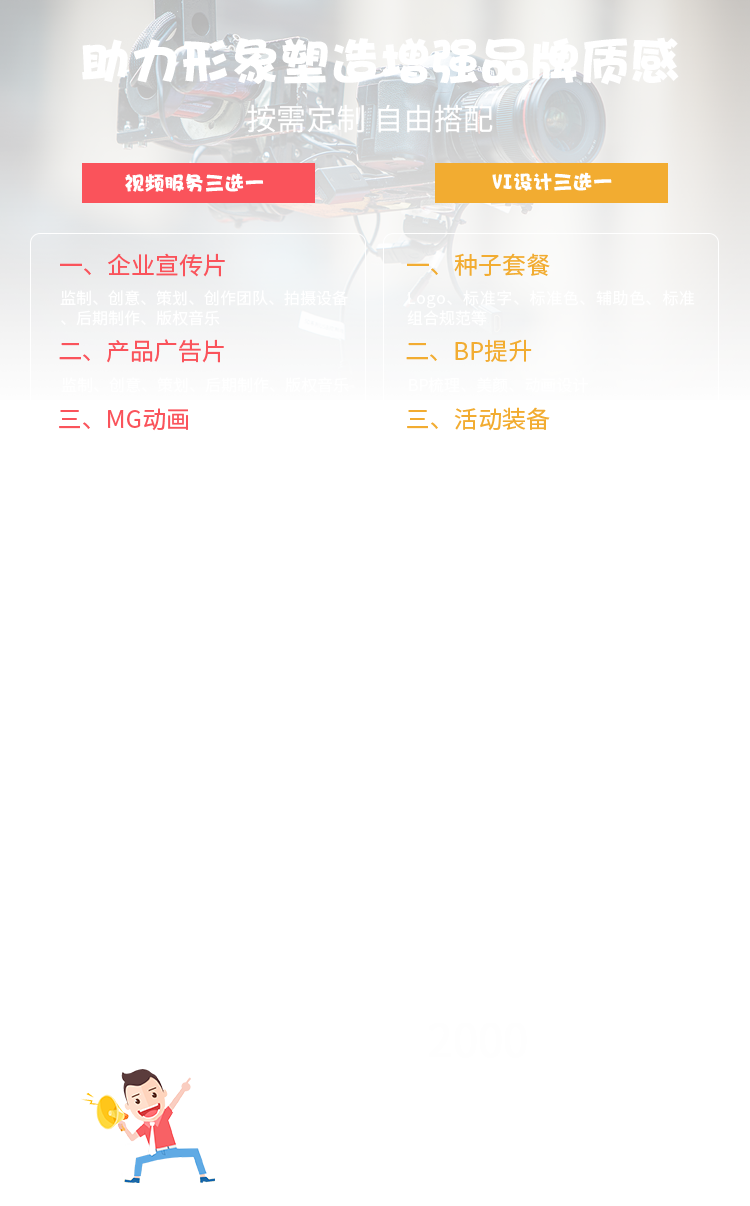 助力形象塑造增强品牌质感
按需定制 自由搭配
视频服务三选一
VI设计三选一
一、企业宣传片
监制、创意、策划、创作团队、拍摄设备
、后期制作、版权音乐
二、产品广告片
三、MG动画
一、种子套餐
Logo、标准字、标准色、辅助色、标准
组合规范等
二、BP提升
三、活动装备